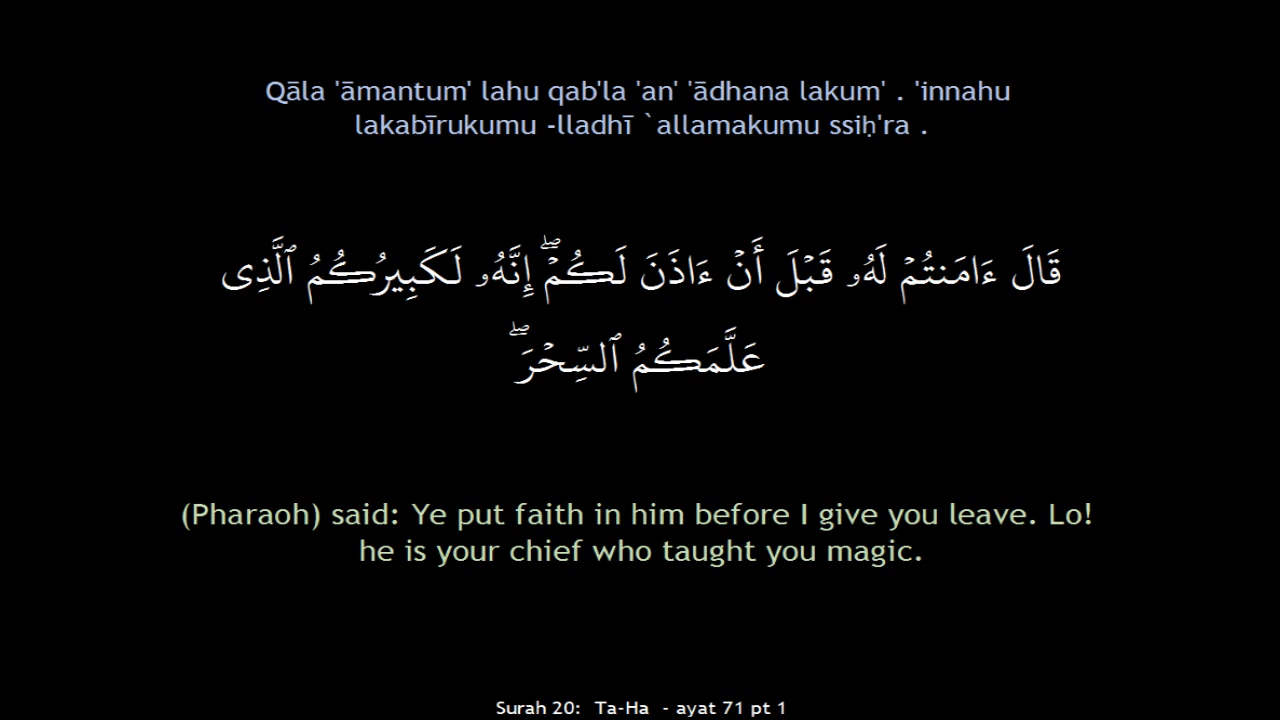 Qāla 'āmantum' lahu qab'la 'an' 'ādhana lakum' . 'innahu
lakabīrukumu -lladhī `allamakumu ssiḥ'ra .
قَالَ ءَامَنتُمْ لَهُۥ قَبْلَ أَنْ ءَاذَنَ لَكُمْ ۖ إِنَّهُۥ لَكَبِيرُكُمُ ٱلَّذِى
عَلَّمَكُمُ ٱلسِّحْرَ ۖ
(Pharaoh) said: Ye put faith in him before I give you leave. Lo!
he is your chief who taught you magic.
Surah 20: Ta-Ha - ayat 71 pt 1